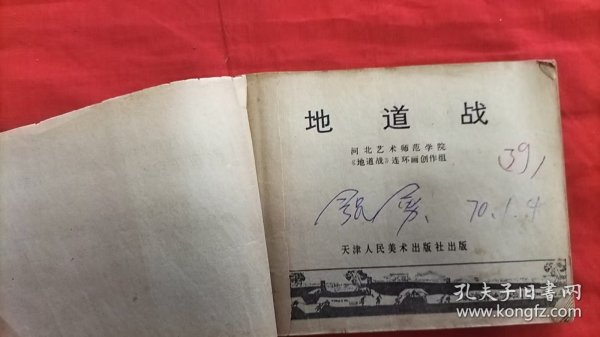 地道战
河北艺术师范学院
《地道战》连环画创作组
39,
70.1.4
天津人民美术出版社出版
孔夫子旧书网
www.kongfz.com